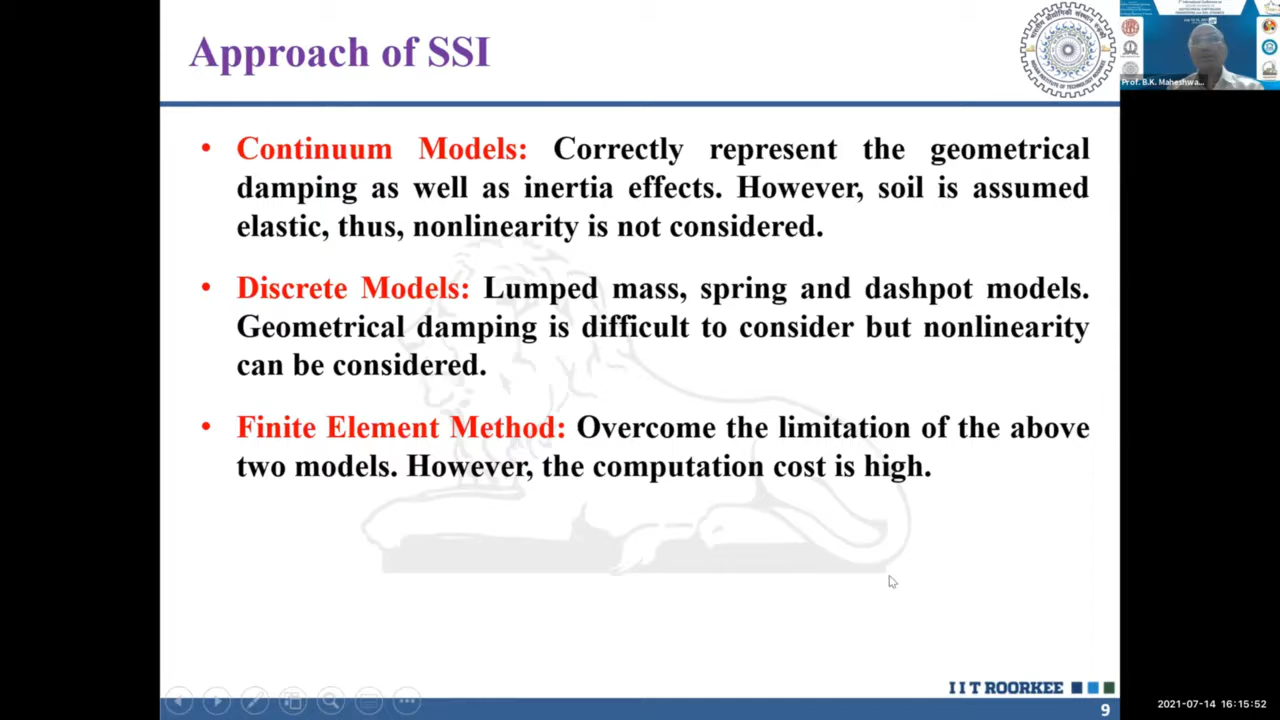 Approach of SSI
Prof. B.K. Maheshwa...
• Continuum Models: Correctly represent the geometrical
damping as well as inertia effects. However, soil is assumed
elastic, thus, nonlinearity is not considered.
• Discrete Models: Lumped mass, spring and dashpot models.
Geometrical damping is difficult to consider but nonlinearity
can be considered.
• Finite Element Method: Overcome the limitation of the above
two models. However, the computation cost is high.
I I T ROORKEE
9
2021-07-14 16:15:52